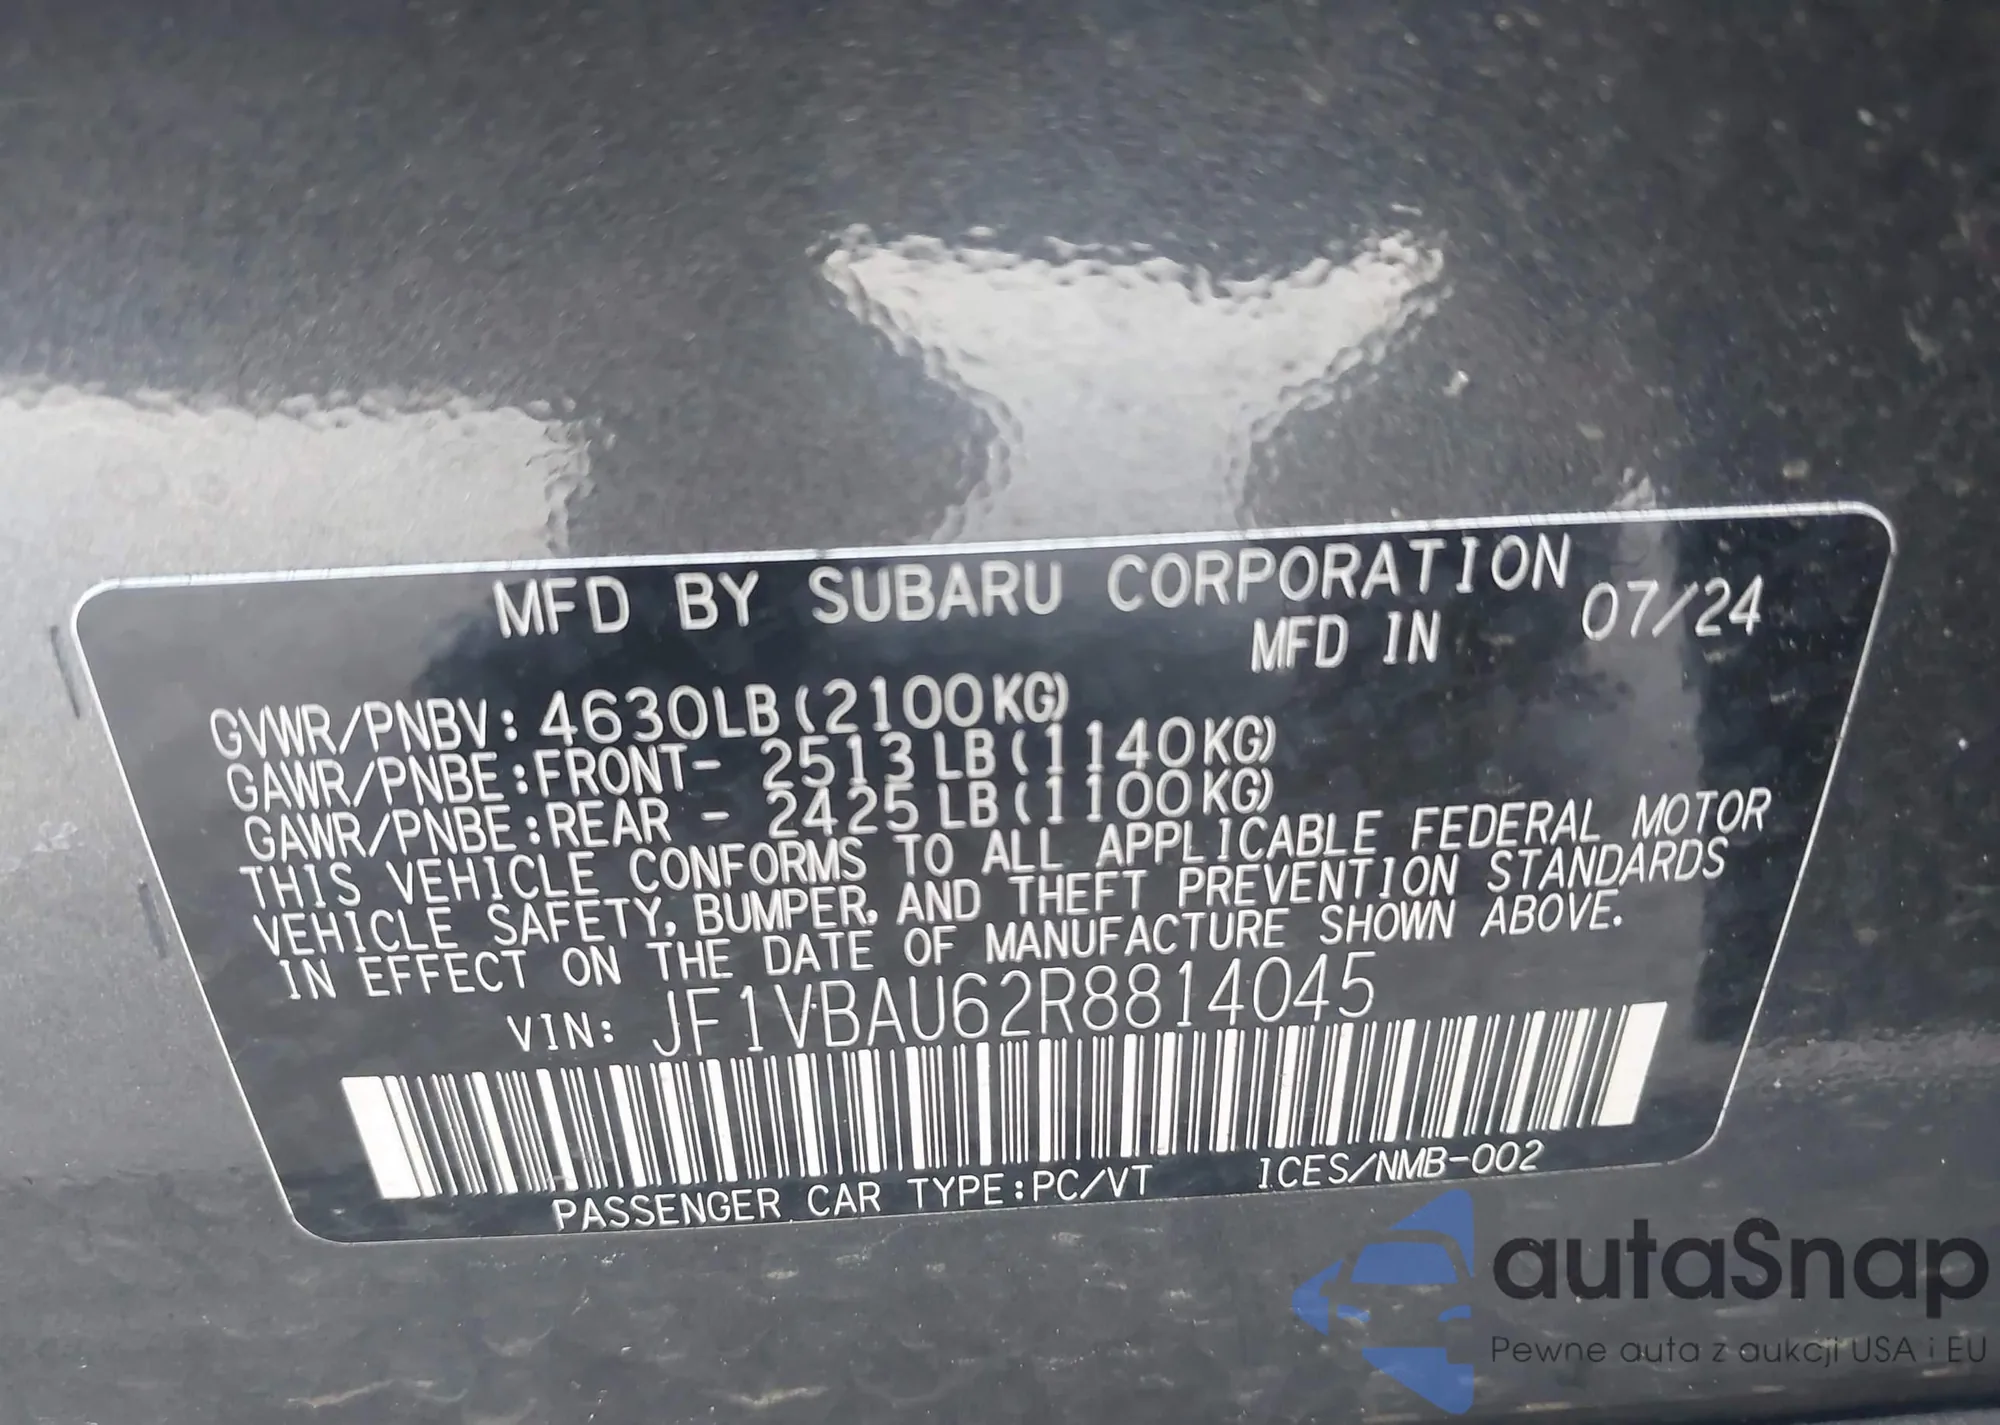 MFD BY SUBARU CORPORATION
MFD IN 07/24
GVWR/PNBV: 4630LB(2100KG)
GAWR/PNBE:FRONT- 2513LB(1140KG)
GAWR/PNBE:REAR - 2425LB(1100KG)
THIS VEHICLE CONFORMS TO ALL APPLICABLE FEDERAL MOTOR
VEHICLE SAFETY, BUMPER, AND THEFT PREVENTION STANDARDS
IN EFFECT ON THE DATE OF MANUFACTURE SHOWN ABOVE.
VIN: JF1VBAU62R8814045
PASSENGER CAR TYPE:PC/VT ICES/NMB-002
autaSnap
Pewne auta z aukcji USA i EU